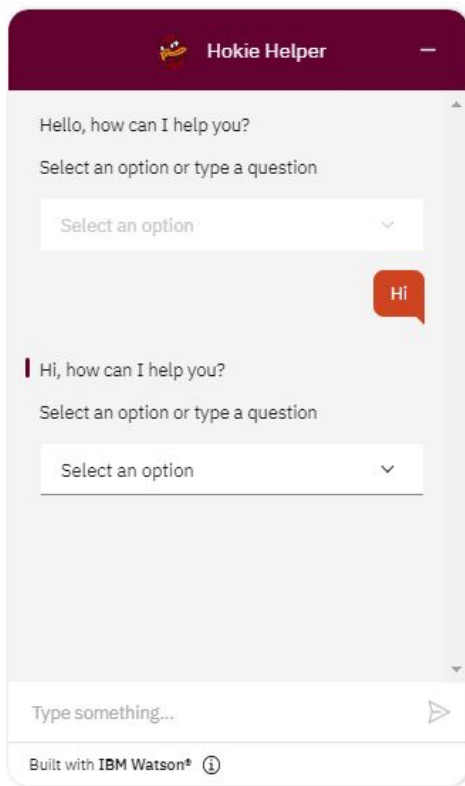 Hokie Helper
Hello, how can I help you?
Select an option or type a question
Select an option
Hi
Hi, how can I help you?
Select an option or type a question
Select an option
Type something...
Built with IBM Watson®